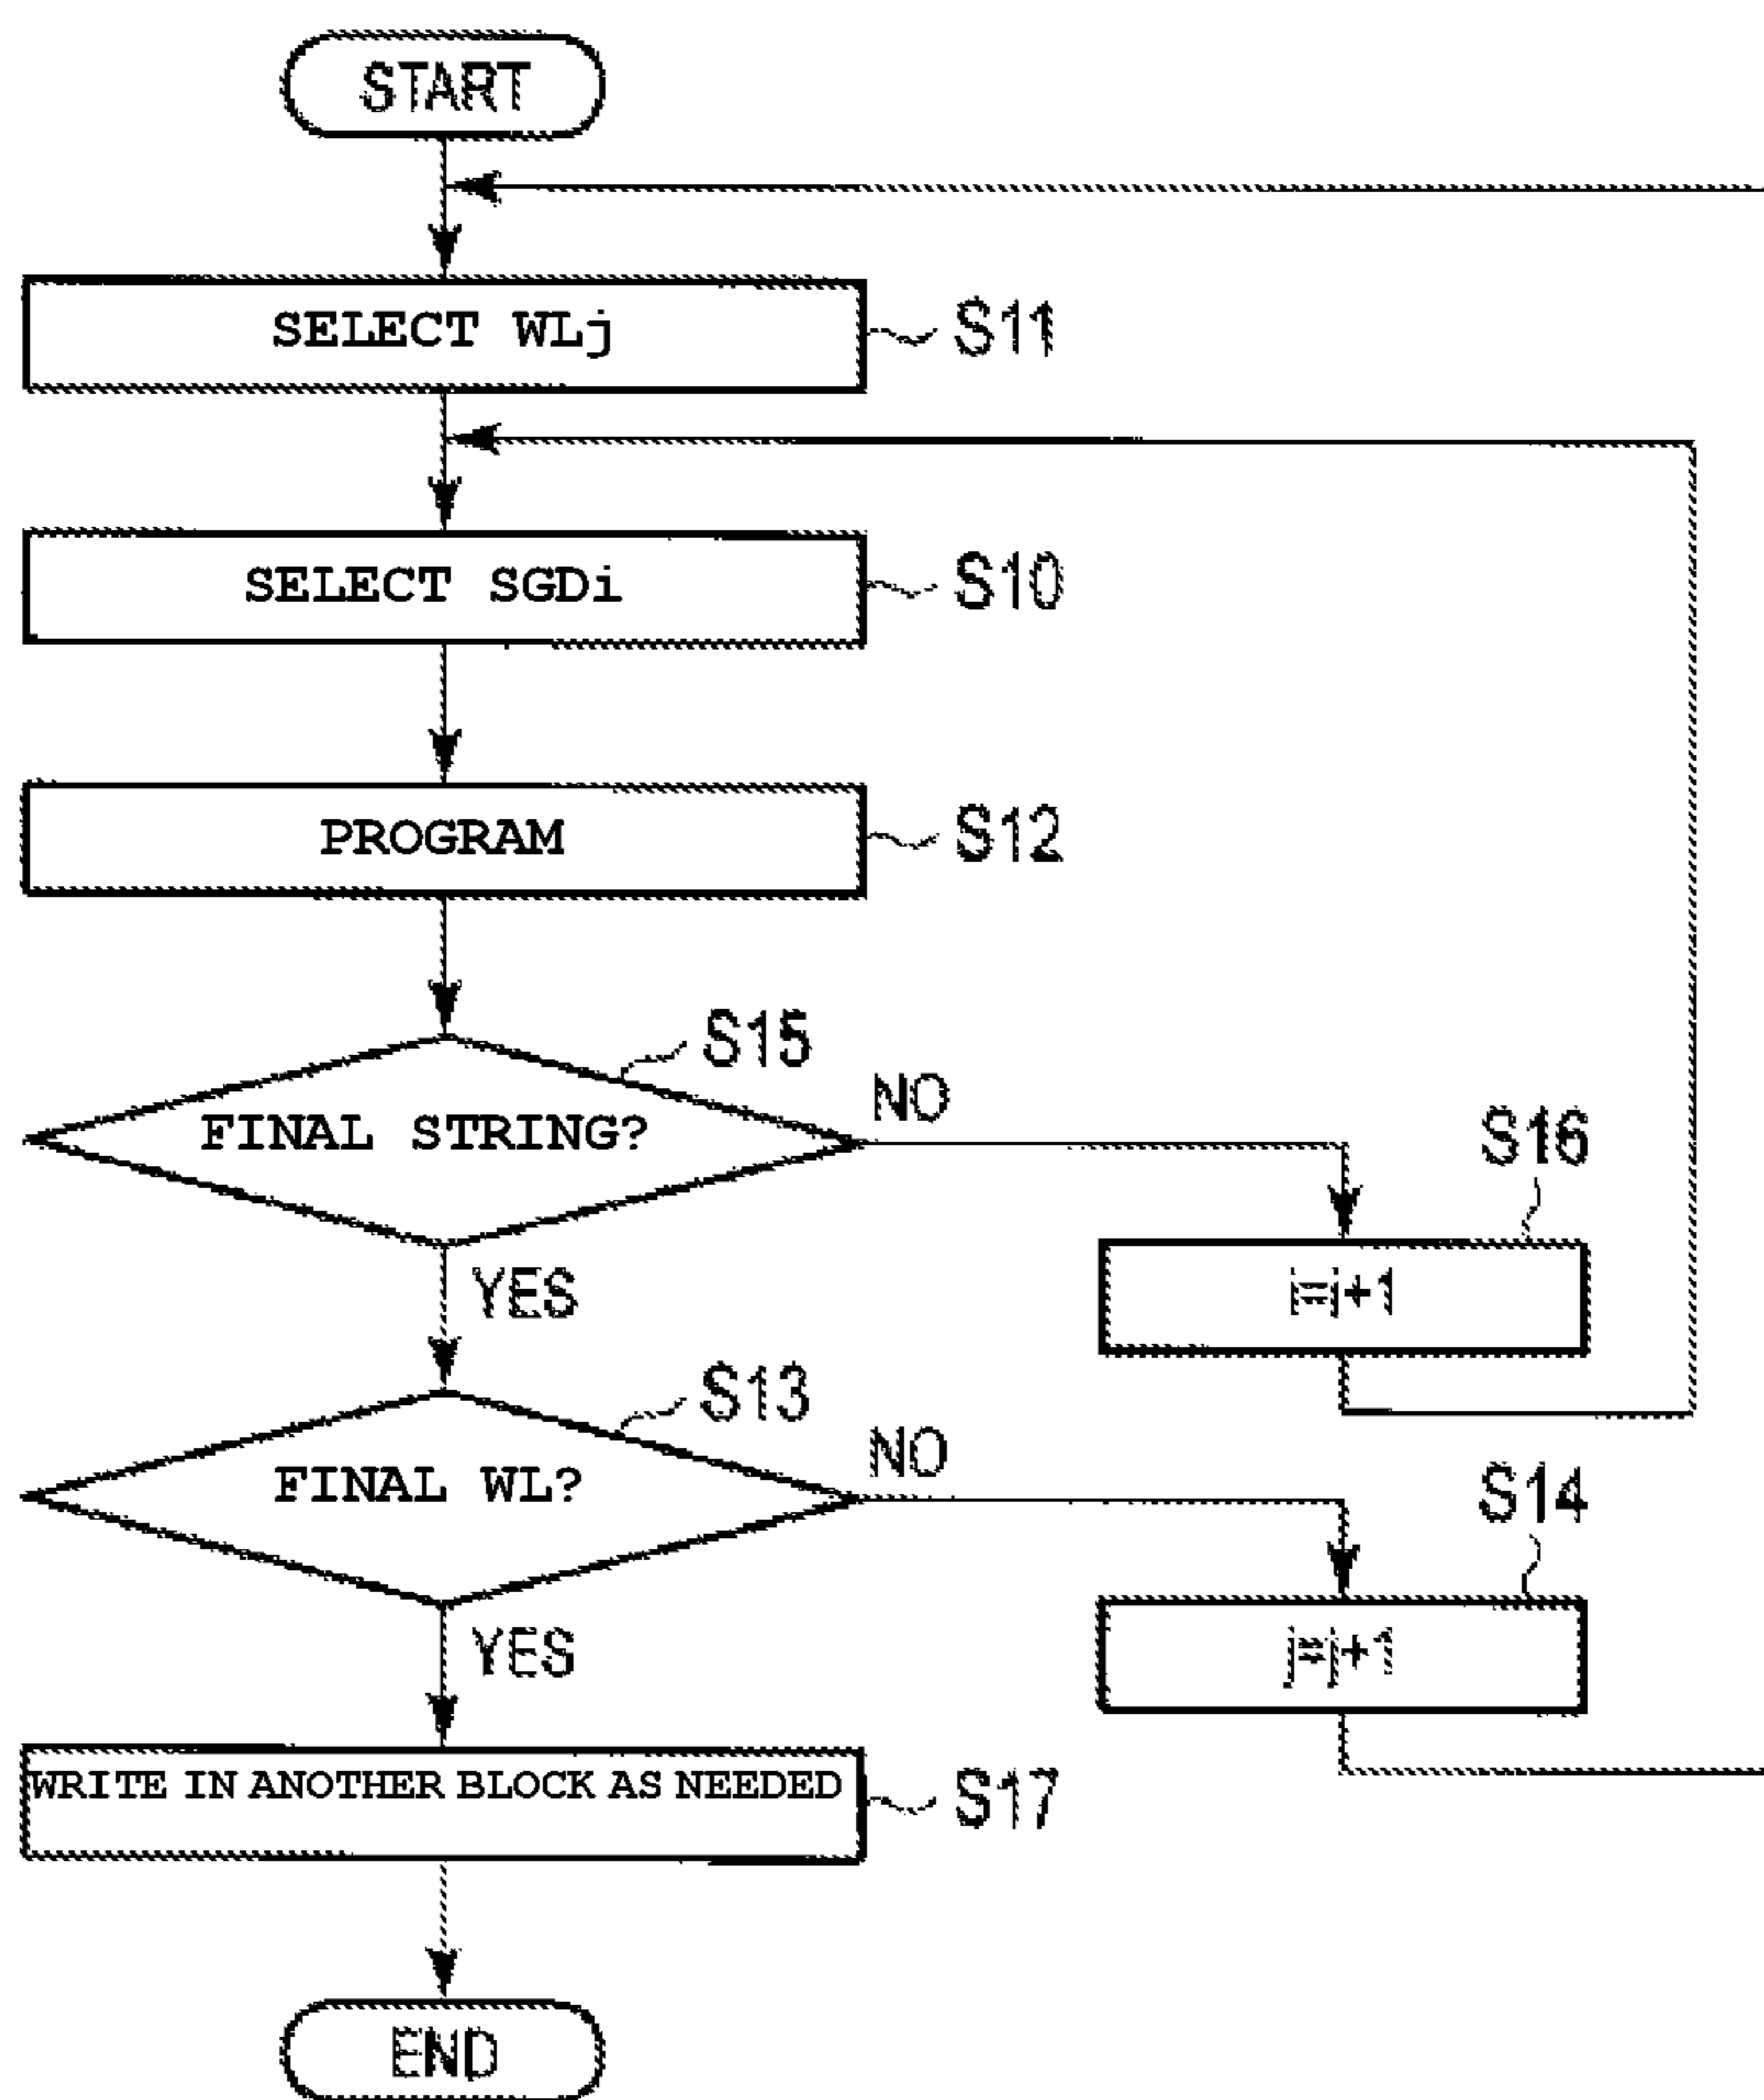 START
SELECT WLj
S11
SELECT SGDi
S10
PROGRAM
S12
S15
FINAL STRING?
NO
S16
i=i+1
YES
S13
FINAL WL?
NO
S14
j=j+1
YES
WRITE IN ANOTHER BLOCK AS NEEDED
S17
END